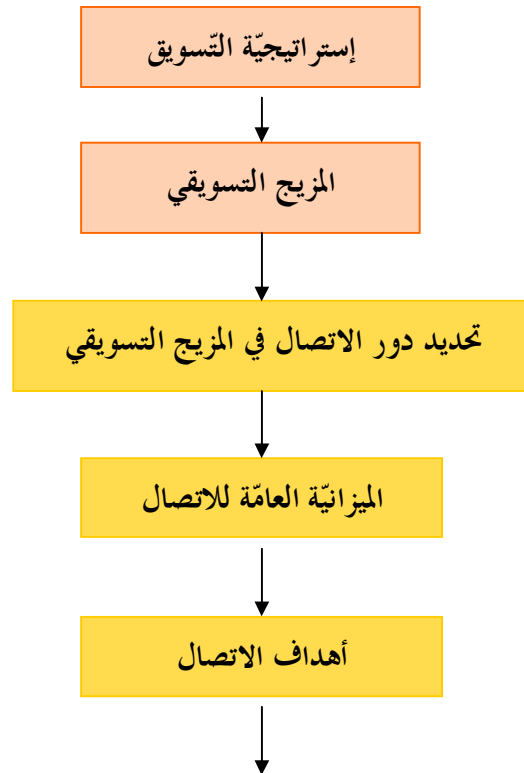 إستراتيجيّة التّسويق
المزيج التسويقي
تحديد دور الاتصال في المزيج التسويقي
الميزانيّة العامّة للاتصال
أهداف الاتصال